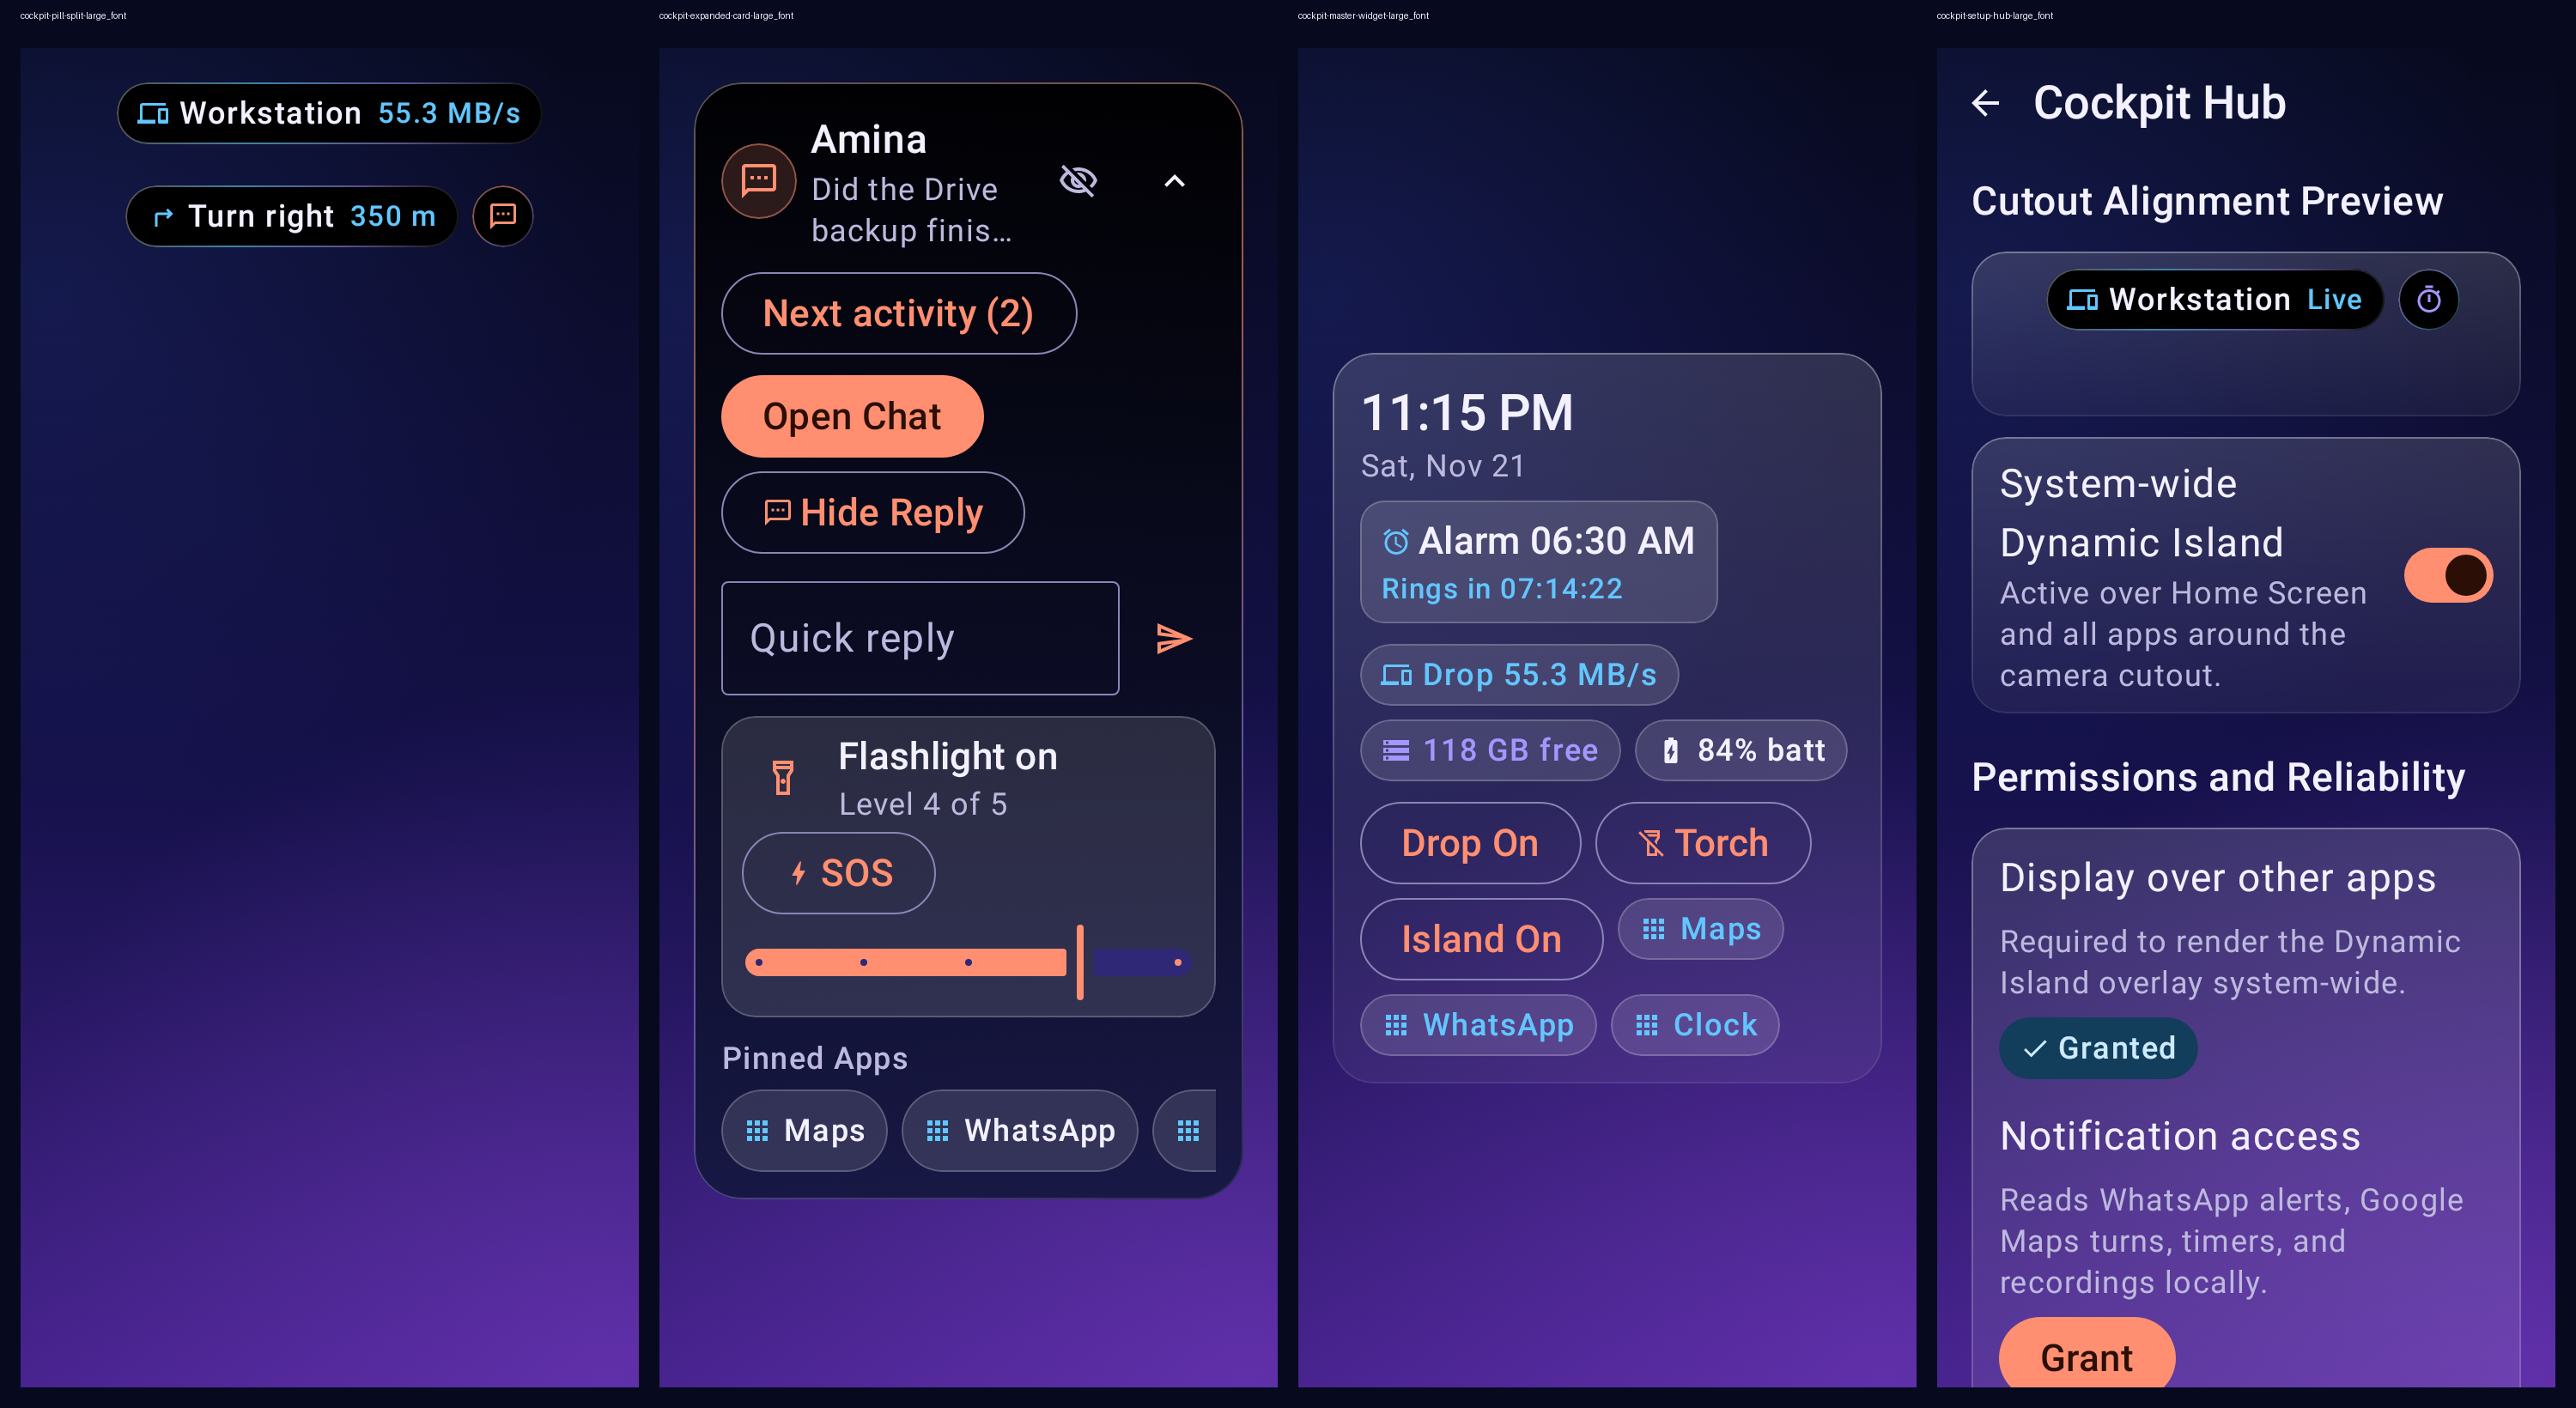 cockpit-pill-split-large_font
Workstation 55.3 MB/s
Turn right 350 m
cockpit-expanded-card-large_font
Amina
Did the Drive
backup finis...
Next activity (2)
Open Chat
Hide Reply
Quick reply
Flashlight on
Level 4 of 5
SOS
Pinned Apps
Maps WhatsApp
cockpit-master-widget-large_font
11:15 PM
Sat, Nov 21
Alarm 06:30 AM
Rings in 07:14:22
Drop 55.3 MB/s
118 GB free 84% batt
Drop On Torch
Island On Maps
WhatsApp Clock
cockpit-setup-hub-large_font
Cockpit Hub
Cutout Alignment Preview
Workstation Live
System-wide
Dynamic Island
Active over Home Screen
and all apps around the
camera cutout.
Permissions and Reliability
Display over other apps
Required to render the Dynamic
Island overlay system-wide.
Granted
Notification access
Reads WhatsApp alerts, Google
Maps turns, timers, and
recordings locally.
Grant